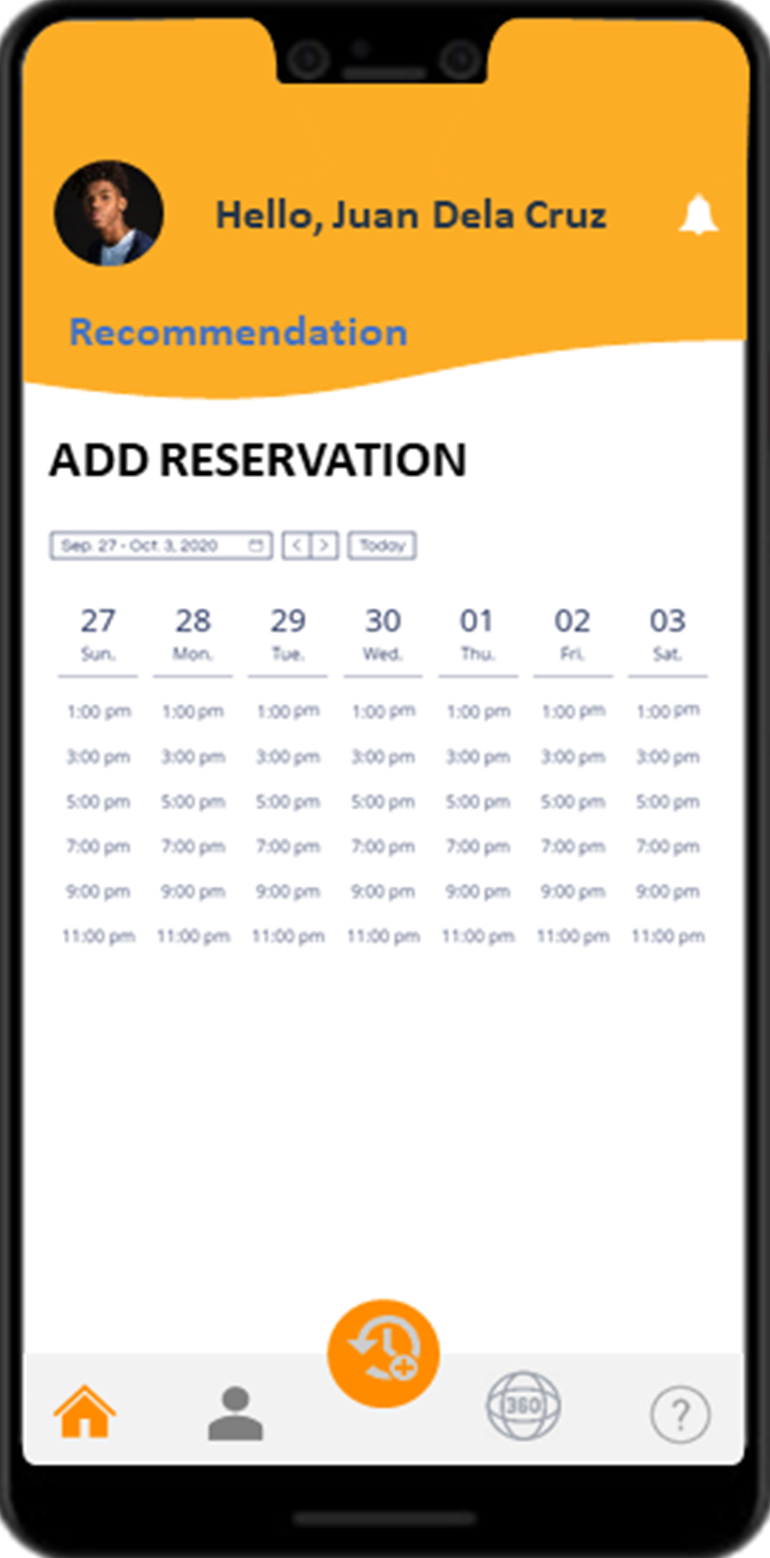 Hello, Juan Dela Cruz
Recommendation
ADD RESERVATION
Sep. 27 - Oct. 3, 2020 < > Today
27 28 29 30 01 02 03
Sun. Mon. Tue. Wed. Thu. Fri. Sat.
1:00 pm 1:00 pm 1:00 pm 1:00 pm 1:00 pm 1:00 pm 1:00 pm
3:00 pm 3:00 pm 3:00 pm 3:00 pm 3:00 pm 3:00 pm 3:00 pm
5:00 pm 5:00 pm 5:00 pm 5:00 pm 5:00 pm 5:00 pm 5:00 pm
7:00 pm 7:00 pm 7:00 pm 7:00 pm 7:00 pm 7:00 pm 7:00 pm
9:00 pm 9:00 pm 9:00 pm 9:00 pm 9:00 pm 9:00 pm 9:00 pm
11:00 pm 11:00 pm 11:00 pm 11:00 pm 11:00 pm 11:00 pm 11:00 pm
360 ?